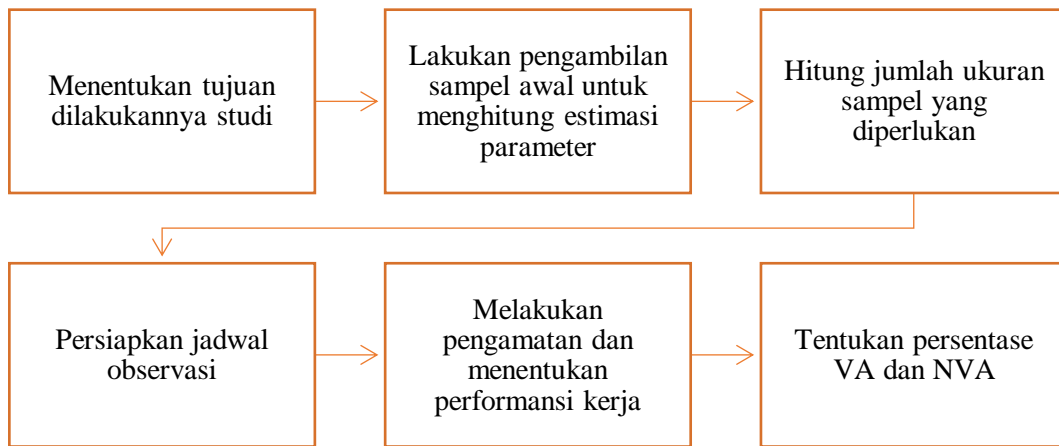 Menentukan tujuan
dilakukannya studi
Lakukan pengambilan
sampel awal untuk
menghitung estimasi
parameter
Hitung jumlah ukuran
sampel yang
diperlukan
Persiapkan jadwal
observasi
Melakukan
pengamatan dan
menentukan
performansi kerja
Tentukan persentase
VA dan NVA